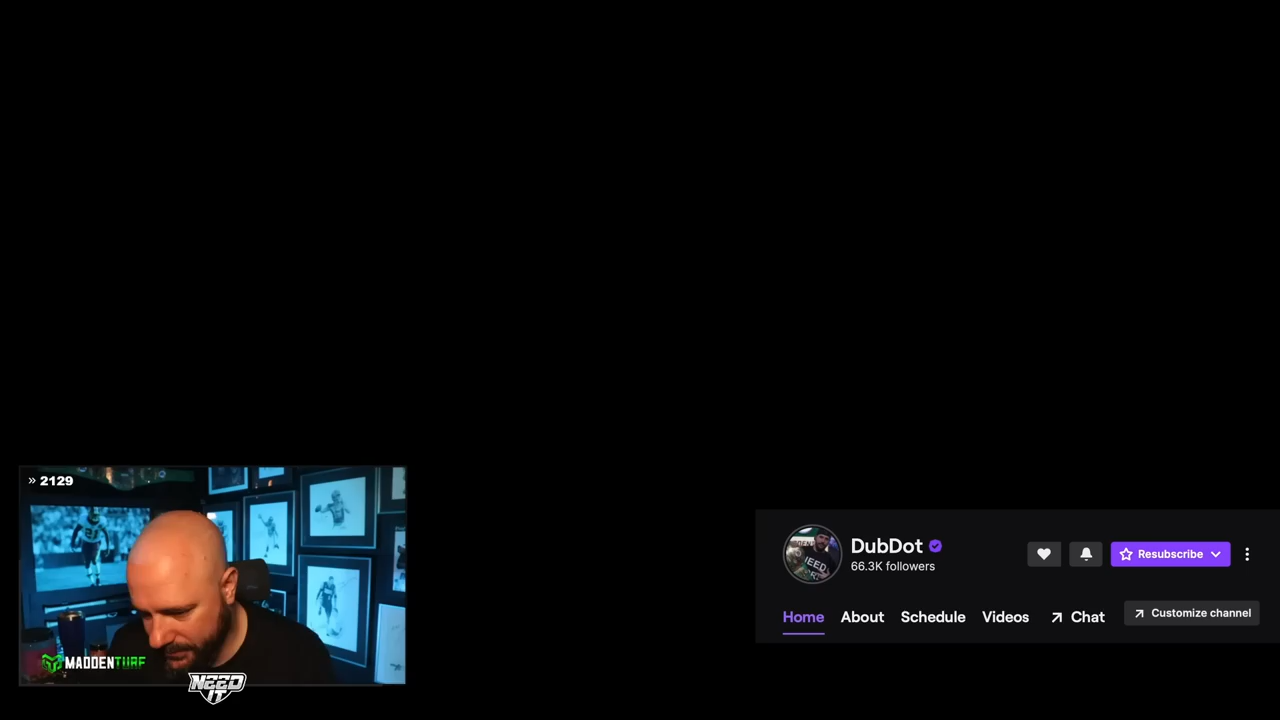 » 2129
MADDENTURF
NEED
IT
DubDot
66.3K followers
Resubscribe
Home About Schedule Videos Chat Customize channel